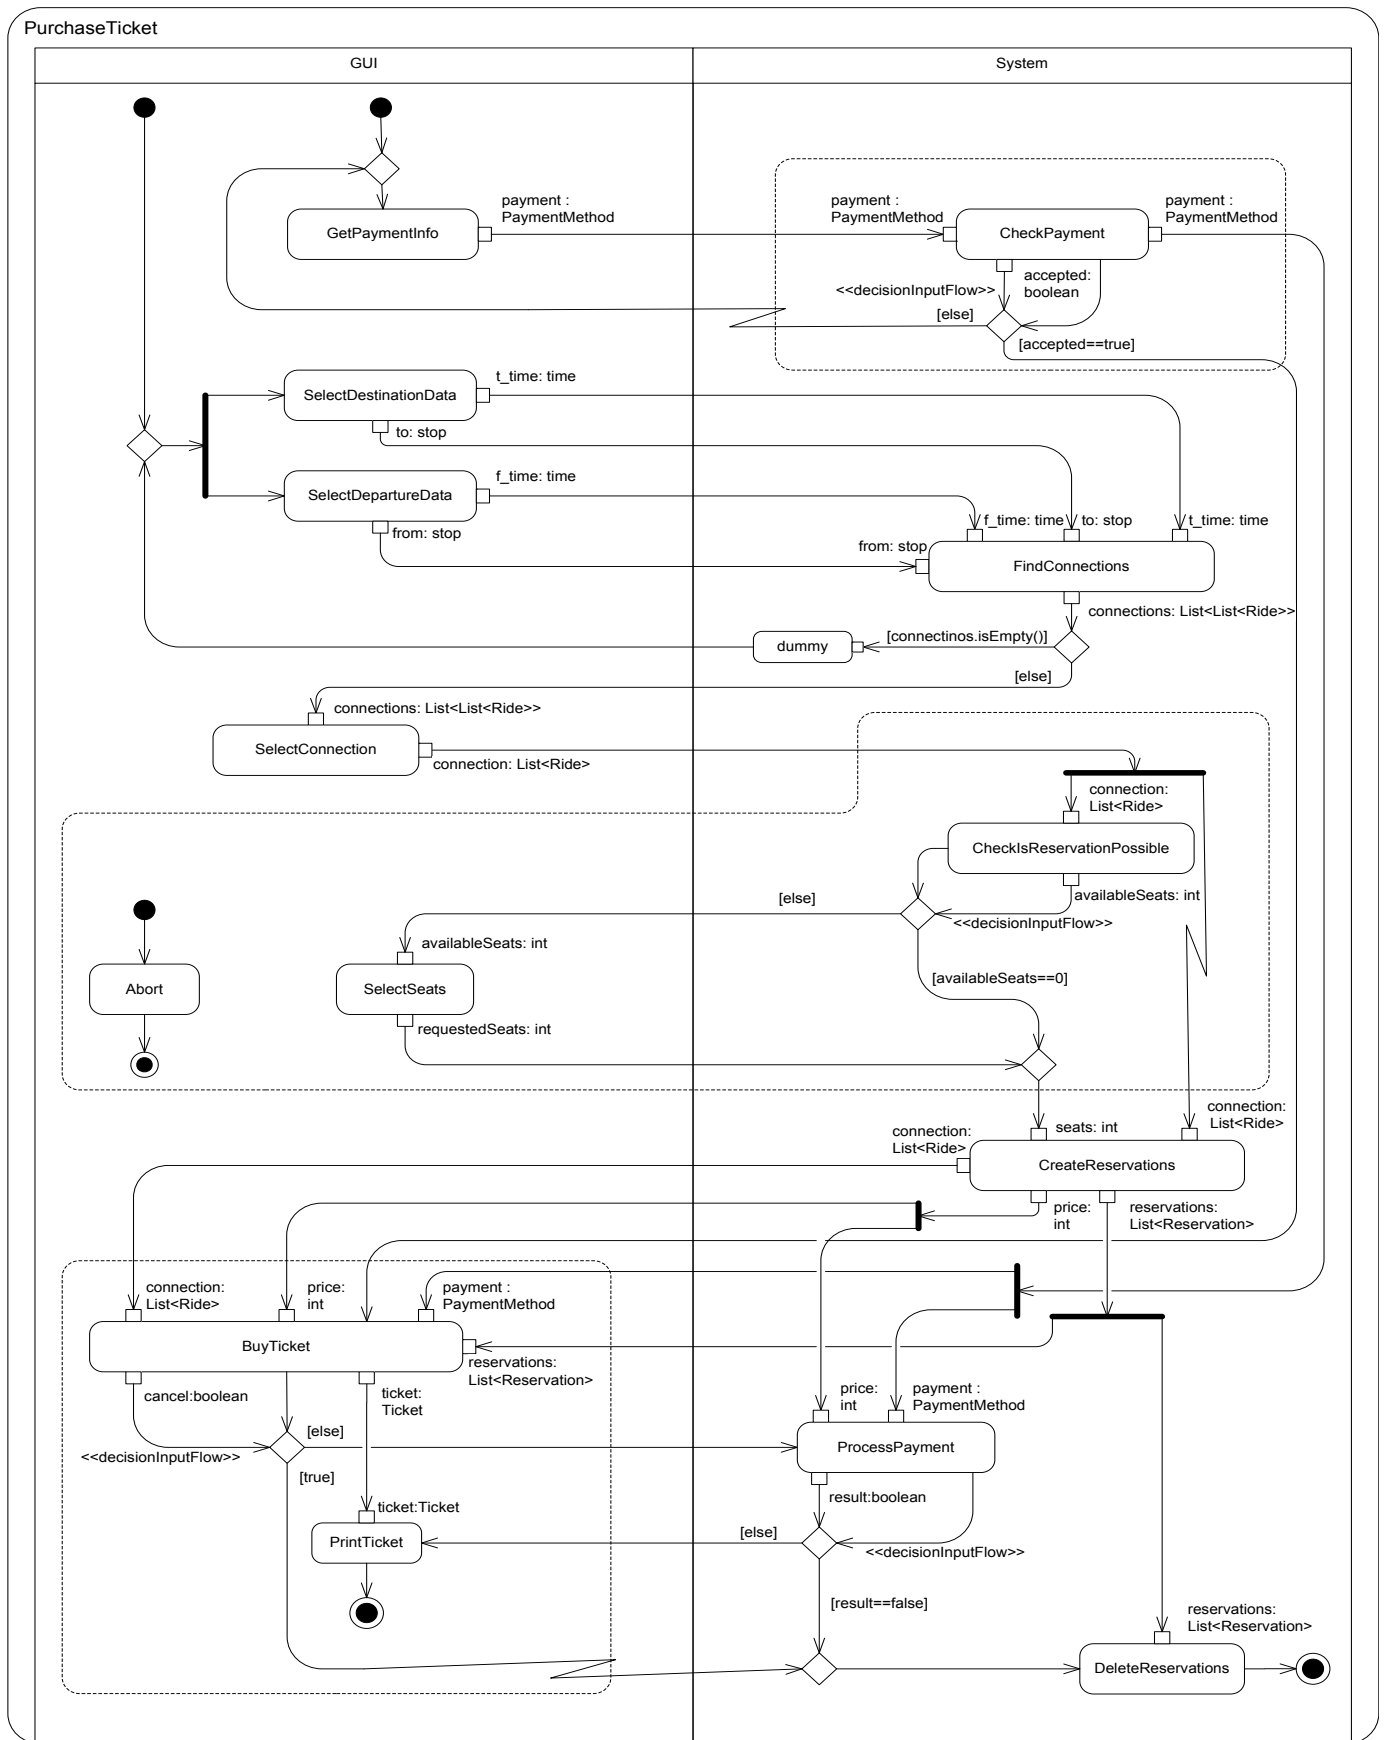 PurchaseTicket
GUI
System
payment :
PaymentMethod
payment :
PaymentMethod
payment :
PaymentMethod
GetPaymentInfo
CheckPayment
accepted:
boolean
<<decisionInputFlow>>
[else]
[accepted==true]
t_time: time
SelectDestinationData
to: stop
f_time: time
SelectDepartureData
from: stop
f_time: time
to: stop
t_time: time
from: stop
FindConnections
connections: List<List<Ride>>
[connectinos.isEmpty()]
dummy
[else]
connections: List<List<Ride>>
SelectConnection
connection: List<Ride>
connection:
List<Ride>
CheckIsReservationPossible
[else]
availableSeats: int
<<decisionInputFlow>>
availableSeats: int
[availableSeats==0]
Abort
SelectSeats
requestedSeats: int
connection:
List<Ride>
seats: int
connection:
List<Ride>
CreateReservations
price:
int
reservations:
List<Reservation>
connection:
List<Ride>
price:
int
payment :
PaymentMethod
BuyTicket
reservations:
List<Reservation>
cancel:boolean
ticket:
Ticket
price:
int
payment :
PaymentMethod
[else]
<<decisionInputFlow>>
[true]
ProcessPayment
result:boolean
ticket:Ticket
[else]
PrintTicket
<<decisionInputFlow>>
[result==false]
reservations:
List<Reservation>
DeleteReservations